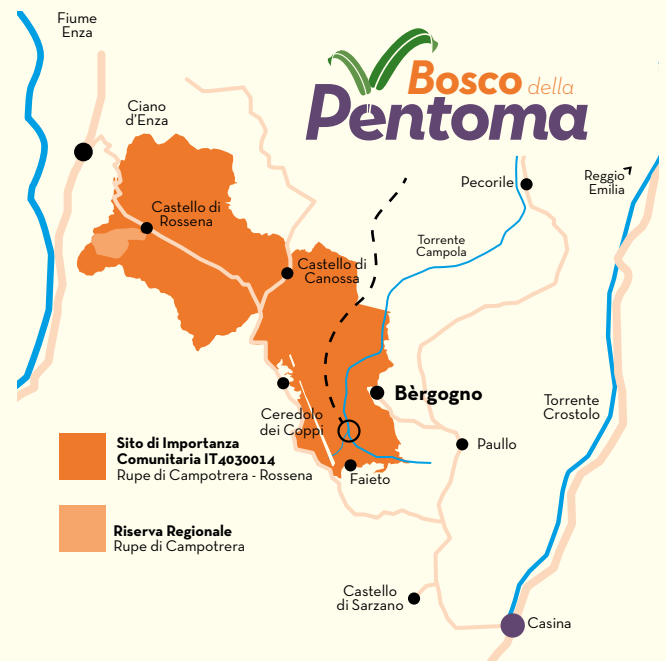 Fiume
Enza
Bosco della
Pentoma
Ciano
d'Enza
Pecorile
Reggio
Emilia
Castello di
Rossena
Torrente
Campola
Castello di
Canossa
Bèrgogno
Torrente
Crostolo
Ceredolo
dei Coppi
Paullo
Faieto
Sito di Importanza
Comunitaria IT4030014
Rupe di Campotrera - Rossena
Riserva Regionale
Rupe di Campotrera
Castello
di Sarzano
Casina